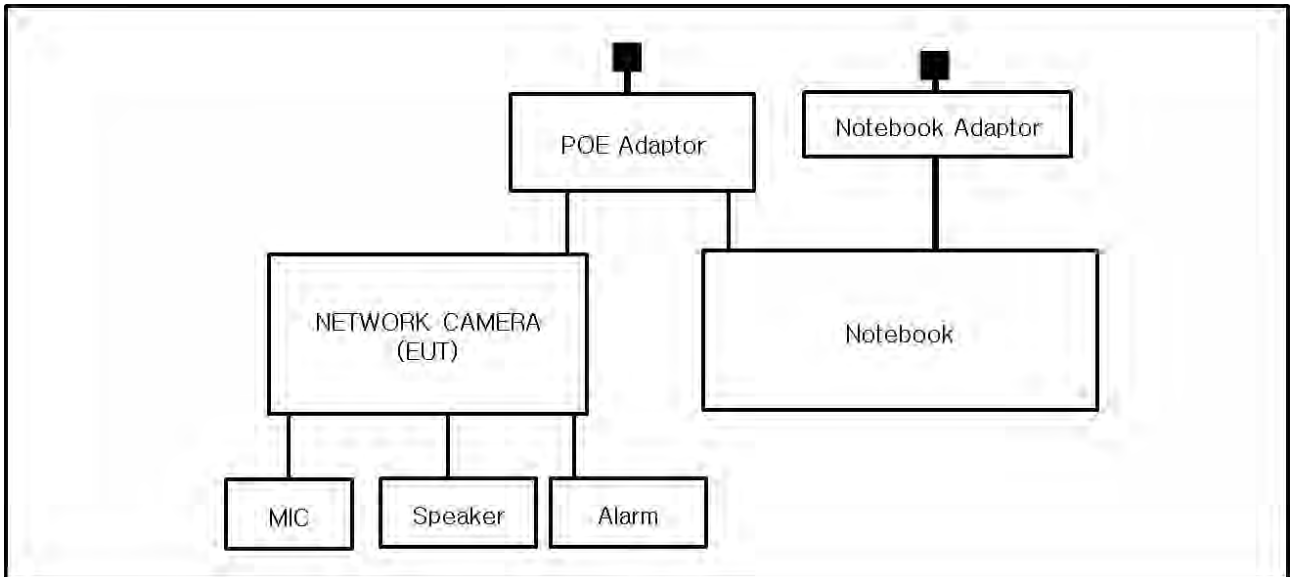 POE Adaptor
Notebook Adaptor
NETWORK CAMERA
(EUT)
Notebook
MIC
Speaker
Alarm